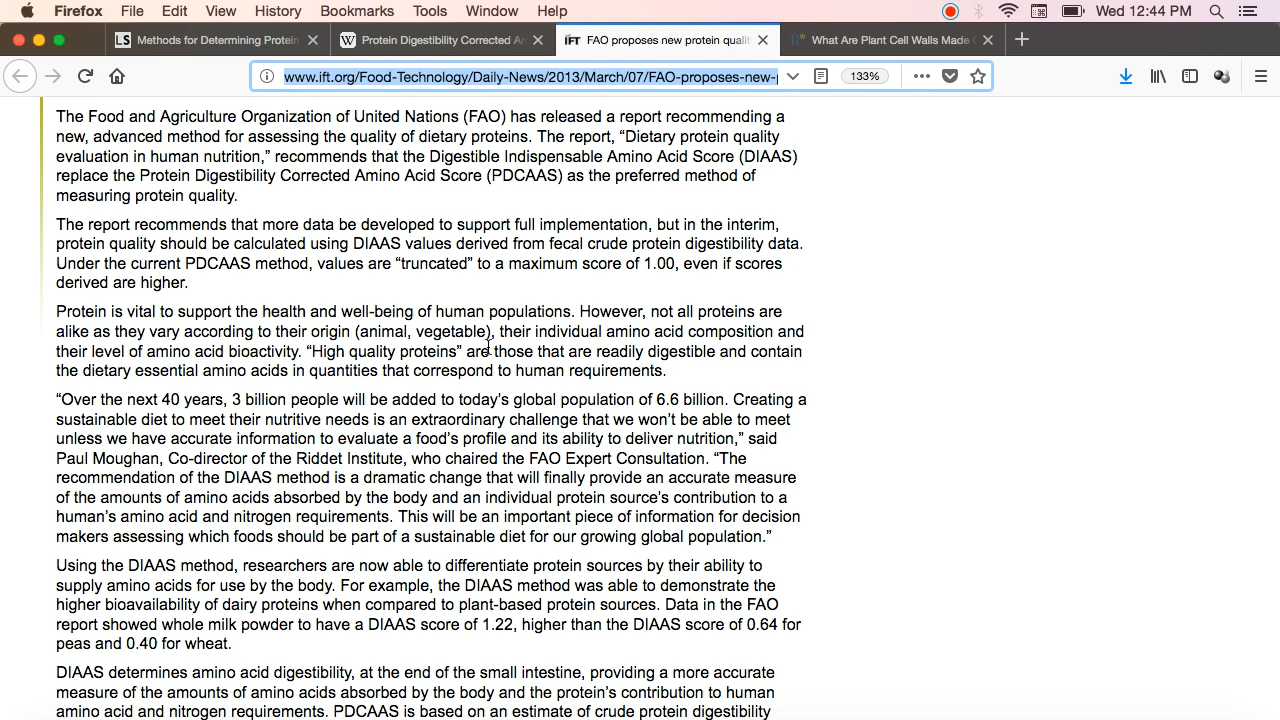 Firefox File Edit View History Bookmarks Tools Window Help Wed 12:44 PM
LS Methods for Determining Protein W Protein Digestibility Corrected A iFT FAO proposes new protein qualit What Are Plant Cell Walls Made
www.ift.org/Food-Technology/Daily-News/2013/March/07/FAO-proposes-new-p 133%
The Food and Agriculture Organization of United Nations (FAO) has released a report recommending a
new, advanced method for assessing the quality of dietary proteins. The report, “Dietary protein quality
evaluation in human nutrition,” recommends that the Digestible Indispensable Amino Acid Score (DIAAS)
replace the Protein Digestibility Corrected Amino Acid Score (PDCAAS) as the preferred method of
measuring protein quality.
The report recommends that more data be developed to support full implementation, but in the interim,
protein quality should be calculated using DIAAS values derived from fecal crude protein digestibility data.
Under the current PDCAAS method, values are “truncated” to a maximum score of 1.00, even if scores
derived are higher.
Protein is vital to support the health and well-being of human populations. However, not all proteins are
alike as they vary according to their origin (animal, vegetable), their individual amino acid composition and
their level of amino acid bioactivity. “High quality proteins” are those that are readily digestible and contain
the dietary essential amino acids in quantities that correspond to human requirements.
“Over the next 40 years, 3 billion people will be added to today’s global population of 6.6 billion. Creating a
sustainable diet to meet their nutritive needs is an extraordinary challenge that we won’t be able to meet
unless we have accurate information to evaluate a food’s profile and its ability to deliver nutrition,” said
Paul Moughan, Co-director of the Riddet Institute, who chaired the FAO Expert Consultation. “The
recommendation of the DIAAS method is a dramatic change that will finally provide an accurate measure
of the amounts of amino acids absorbed by the body and an individual protein source’s contribution to a
human’s amino acid and nitrogen requirements. This will be an important piece of information for decision
makers assessing which foods should be part of a sustainable diet for our growing global population.”
Using the DIAAS method, researchers are now able to differentiate protein sources by their ability to
supply amino acids for use by the body. For example, the DIAAS method was able to demonstrate the
higher bioavailability of dairy proteins when compared to plant-based protein sources. Data in the FAO
report showed whole milk powder to have a DIAAS score of 1.22, higher than the DIAAS score of 0.64 for
peas and 0.40 for wheat.
DIAAS determines amino acid digestibility, at the end of the small intestine, providing a more accurate
measure of the amounts of amino acids absorbed by the body and the protein’s contribution to human
amino acid and nitrogen requirements. PDCAAS is based on an estimate of crude protein digestibility